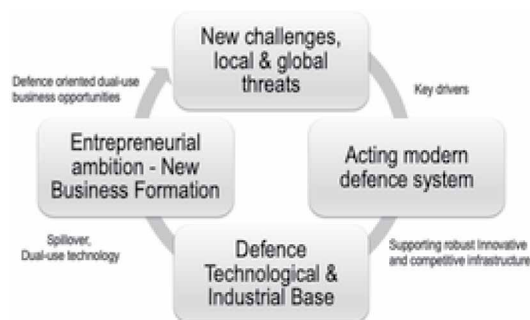 New challenges,
local & global
threats
Defence oriented dual-use
business opportunities
Key drivers
Entrepreneurial
ambition - New
Business Formation
Acting modern
defence system
Spillover,
Dual-use technology
Defence
Technological &
Industrial Base
Supporting robust Innovative
and competitive infrastructure